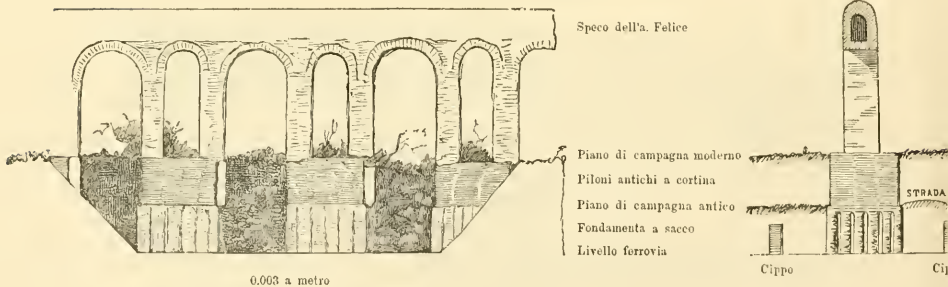 Speco dell'a. Felice
Piano di campagna moderno
Piloni antichi a cortina
Piano di campagna antico
STRADA
Fondamenta a sacco
Livello ferrovia
Cippo
Cip
0.003 a metro